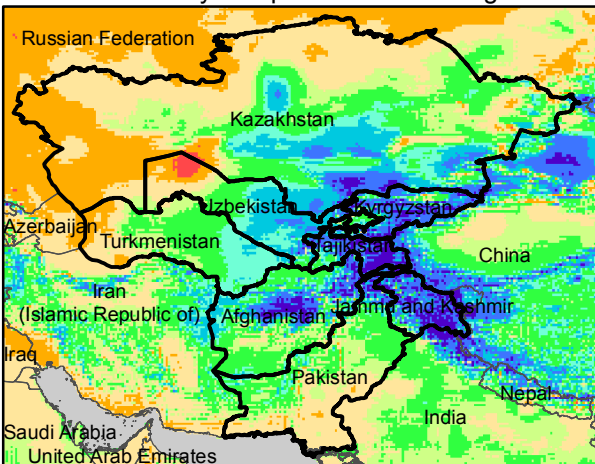 Russian Federation
Kazakhstan
Uzbekistan
Kyrgyzstan
Azerbaijan
Turkmenistan
Tajikistan
China
Iran
(Islamic Republic of)
Afghanistan
Jammu and Kashmir
Iraq
Pakistan
Nepal
India
Saudi Arabia
United Arab Emirates